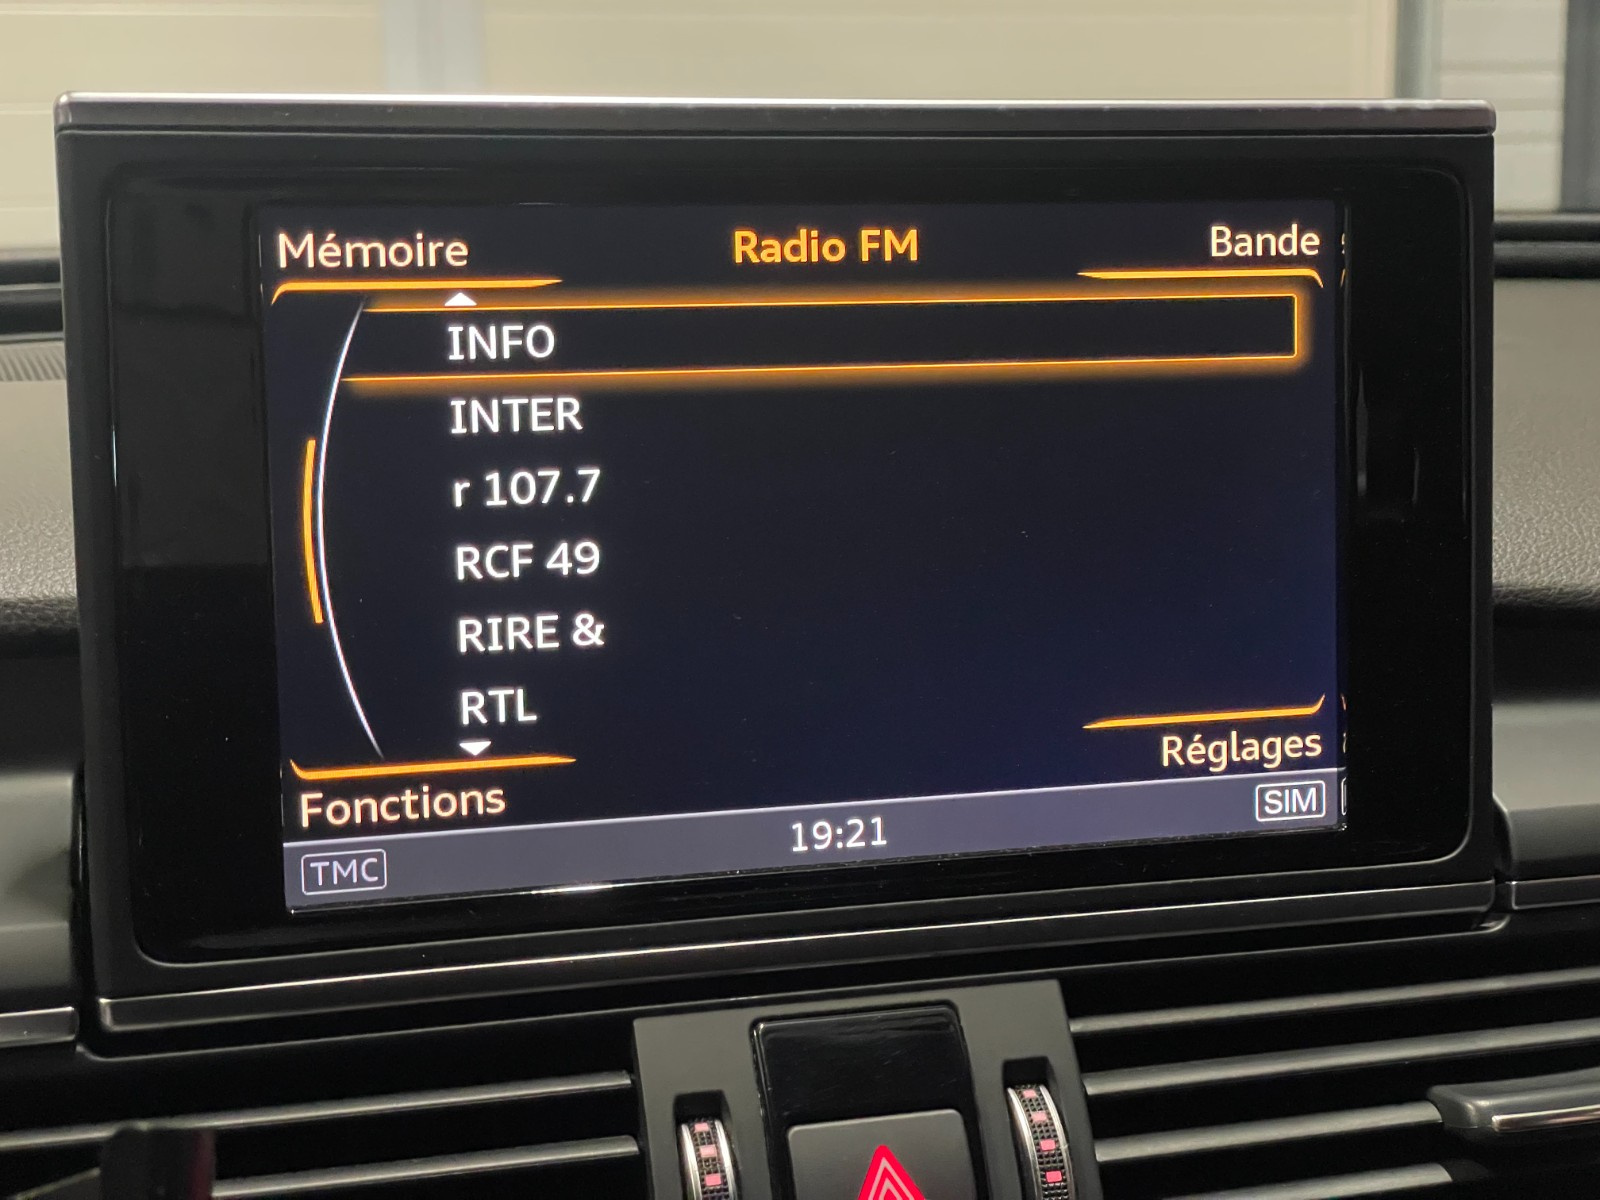 Mémoire
Radio FM
Bande
INFO
INTER
r 107.7
RCF 49
RIRE &
RTL
Réglages
Fonctions
SIM
19:21
TMC